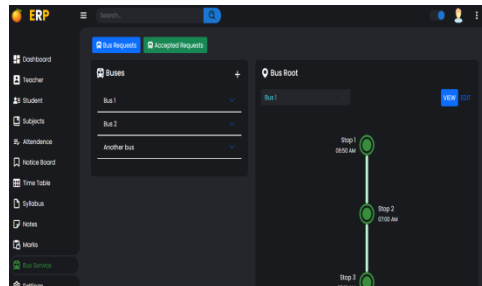 ERP
Search..
Bus Requests
Accepted Requests
Dashboard
Teacher
Student
Subjects
Attendence
Notice Board
Time Table
Syllabus
Notes
Marks
Bus Service
Settings
Buses
+
Bus 1
Bus 2
Another bus
Bus Root
Bus 1
VIEW EDIT
Stop 1
06:50 AM
Stop 2
07:00 AM
Stop 3